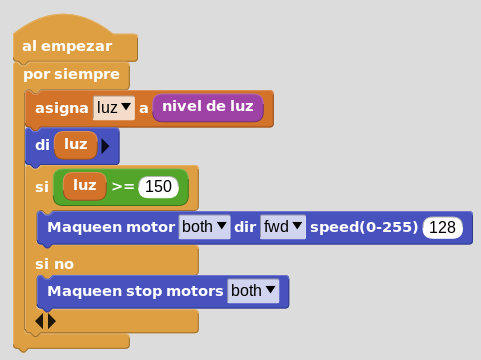 al empezar
por siempre
asigna luz a nivel de luz
di luz
si luz >= 150
Maqueen motor both dir fwd speed(0-255) 128
si no
Maqueen stop motors both